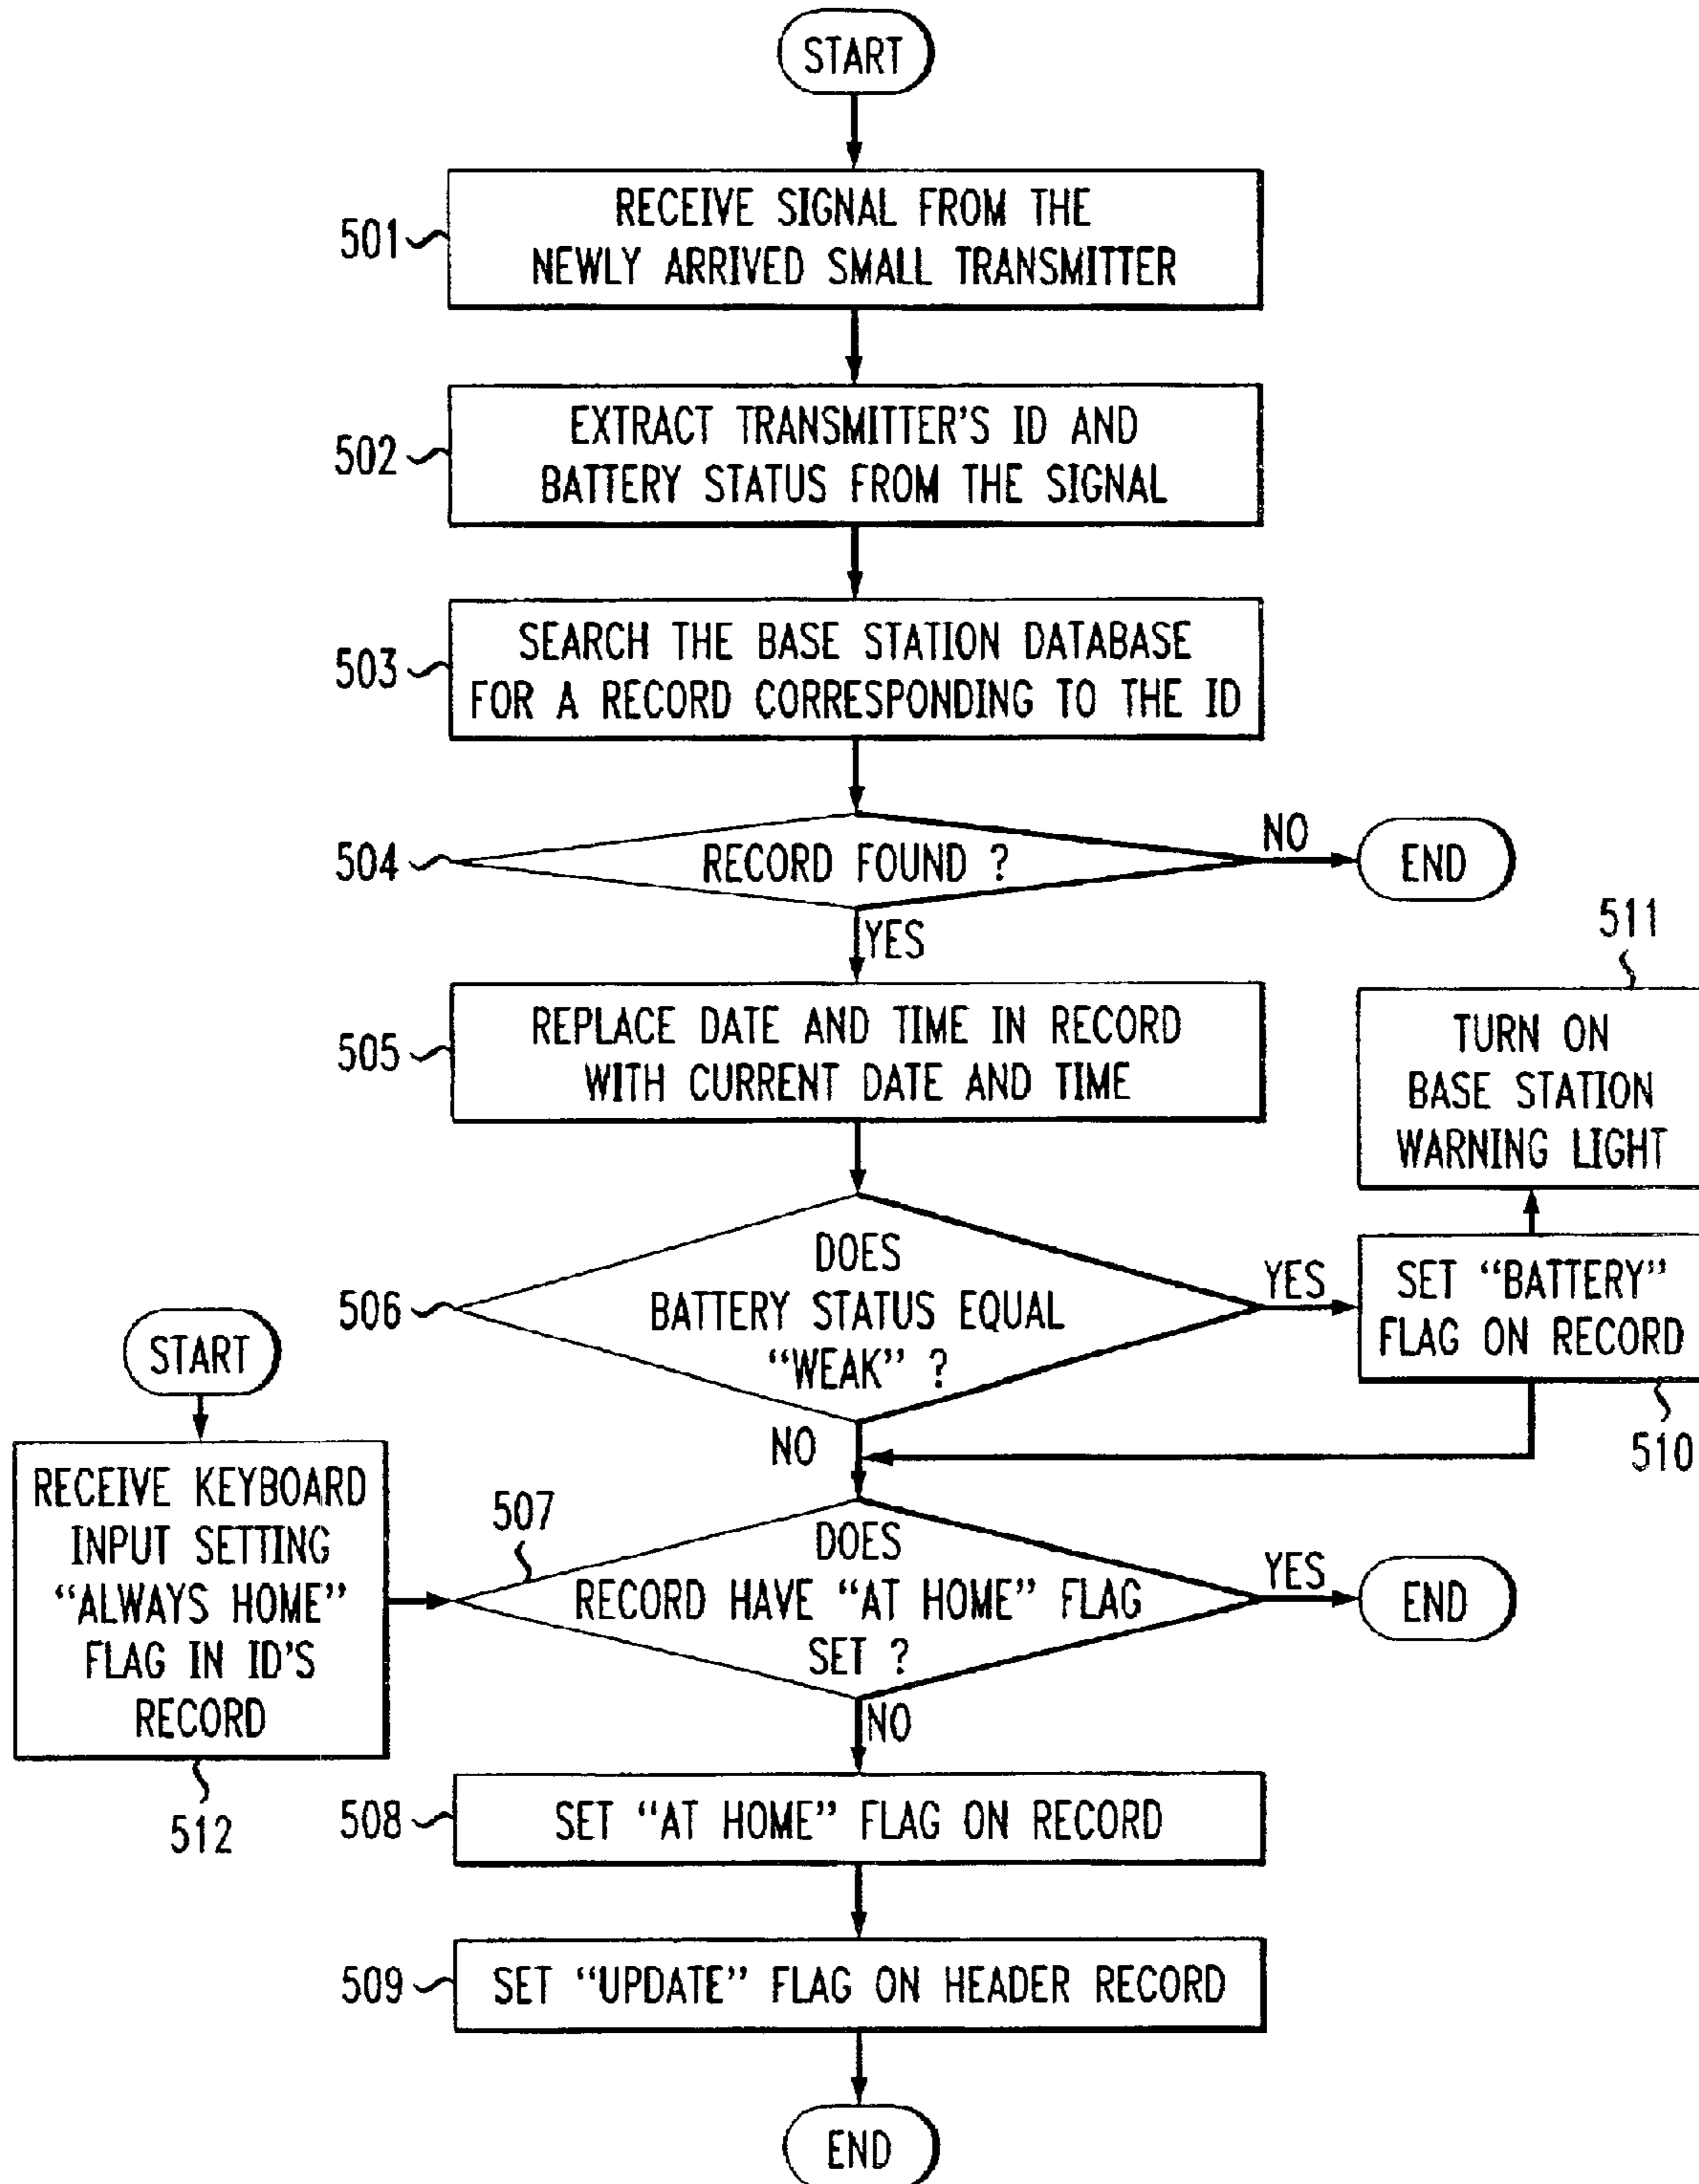 START
501
RECEIVE SIGNAL FROM THE
NEWLY ARRIVED SMALL TRANSMITTER
502
EXTRACT TRANSMITTER'S ID AND
BATTERY STATUS FROM THE SIGNAL
503
SEARCH THE BASE STATION DATABASE
FOR A RECORD CORRESPONDING TO THE ID
504
RECORD FOUND ?
NO
END
YES
505
REPLACE DATE AND TIME IN RECORD
WITH CURRENT DATE AND TIME
511
TURN ON
BASE STATION
WARNING LIGHT
506
DOES
BATTERY STATUS EQUAL
“WEAK” ?
YES
SET “BATTERY”
FLAG ON RECORD
510
NO
START
RECEIVE KEYBOARD
INPUT SETTING
“ALWAYS HOME”
FLAG IN ID'S
RECORD
512
507
DOES
RECORD HAVE “AT HOME” FLAG
SET ?
YES
END
NO
508
SET “AT HOME” FLAG ON RECORD
509
SET “UPDATE” FLAG ON HEADER RECORD
END